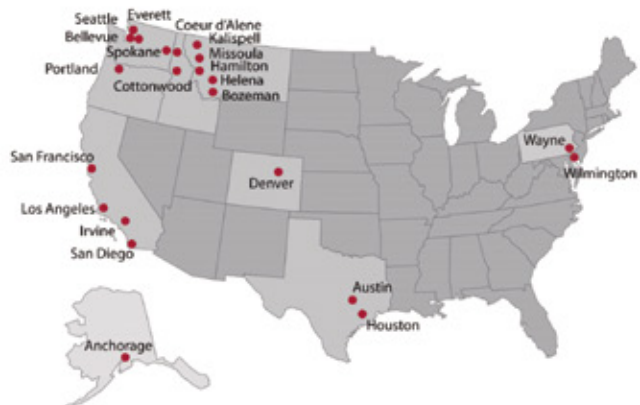 Seattle
Everett
Bellevue
Coeur d'Alene
Kalispell
Spokane
Missoula
Hamilton
Portland
Cottonwood
Helena
Bozeman
Wayne
Wilmington
San Francisco
Denver
Los Angeles
Irvine
San Diego
Austin
Houston
Anchorage